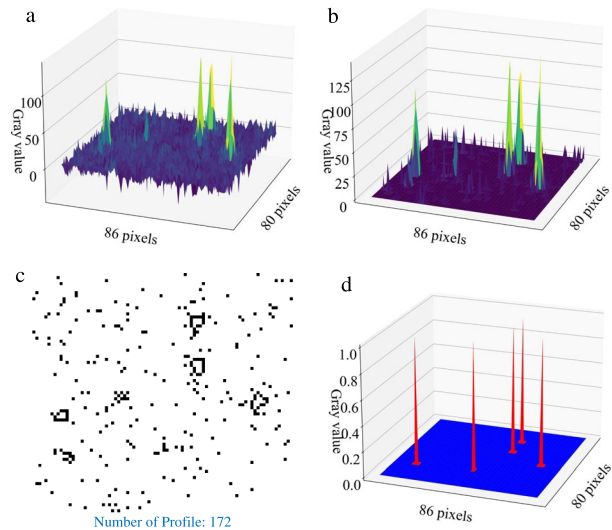 a
100
50
0
Gray value
86 pixels
80 pixels
b
125
100
75
50
25
0
Gray value
86 pixels
80 pixels
c
Number of Profile: 172
d
1.0
0.8
0.6
0.4
0.2
0.0
Gray value
86 pixels
80 pixels